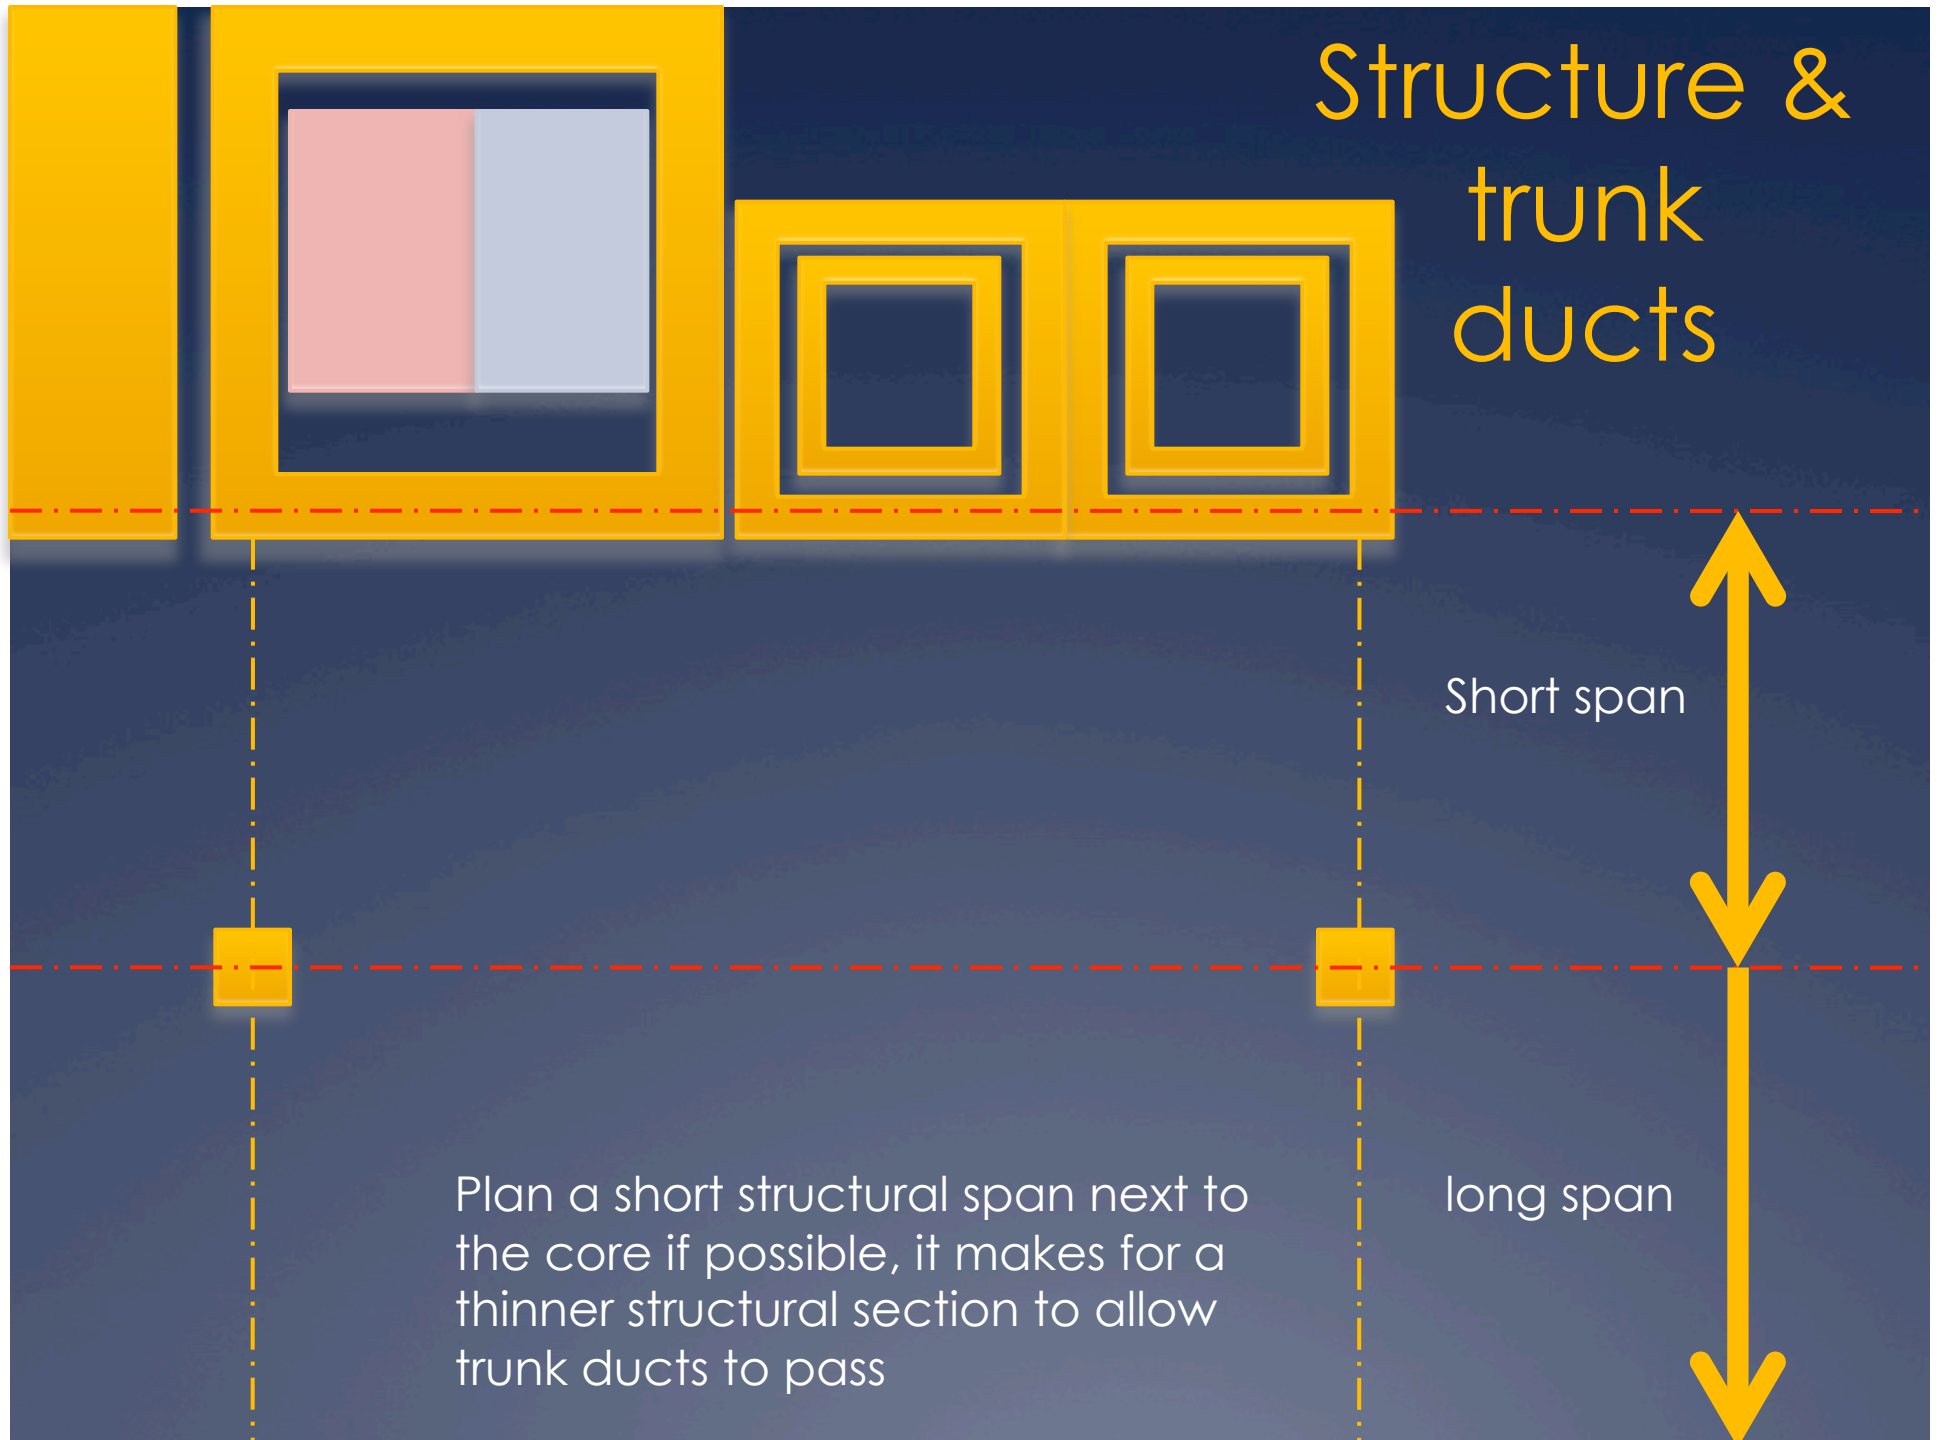 Structure &
trunk
ducts
Short span
long span
Plan a short structural span next to
the core if possible, it makes for a
thinner structural section to allow
trunk ducts to pass